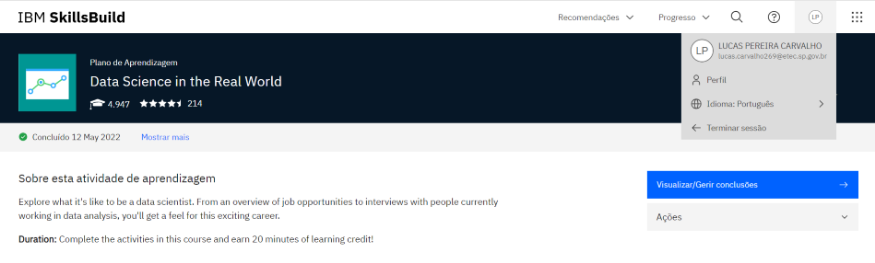 IBM SkillsBuild
Recomendações
Progresso
LP
LP
LUCAS PEREIRA CARVALHO
lucas.carvalho269@etec.sp.gov.br
Perfil
Idioma: Português
Terminar sessão
Plano de Aprendizagem
Data Science in the Real World
4.947 214
Concluído 12 May 2022 Mostrar mais
Sobre esta atividade de aprendizagem
Explore what it's like to be a data scientist. From an overview of job opportunities to interviews with people currently
working in data analysis, you'll get a feel for this exciting career.
Duration: Complete the activities in this course and earn 20 minutes of learning credit!
Visualizar/Gerir conclusões
Ações